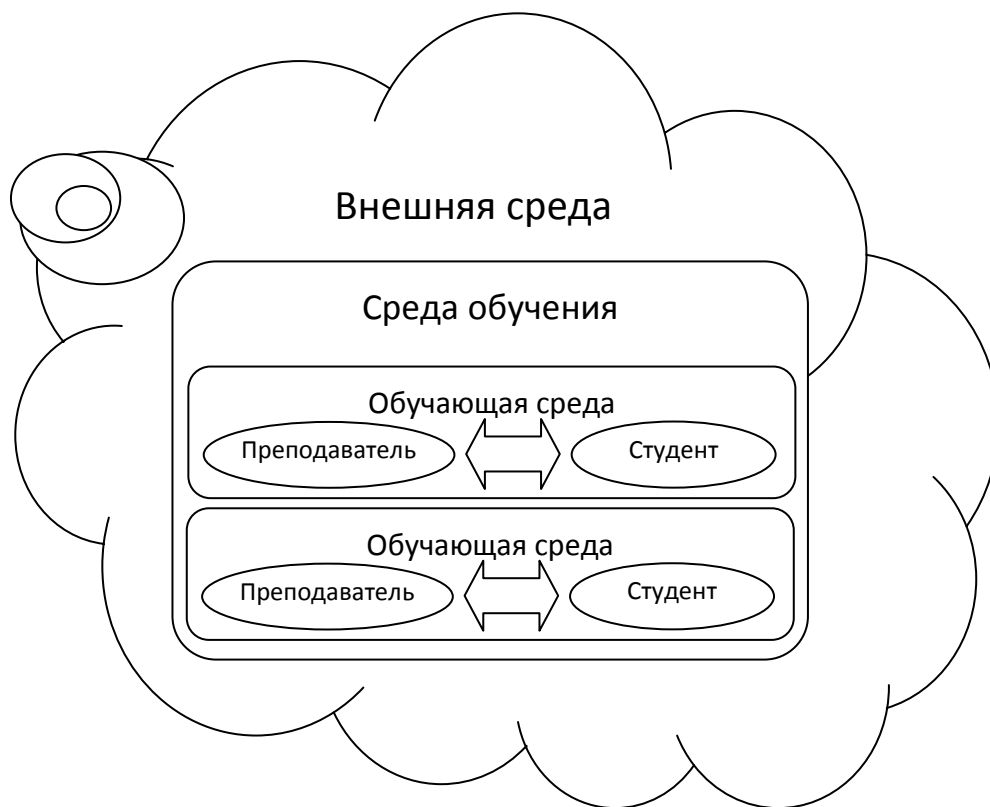 Внешняя среда
Среда обучения
Обучающая среда
Преподаватель
Студент
Обучающая среда
Преподаватель
Студент